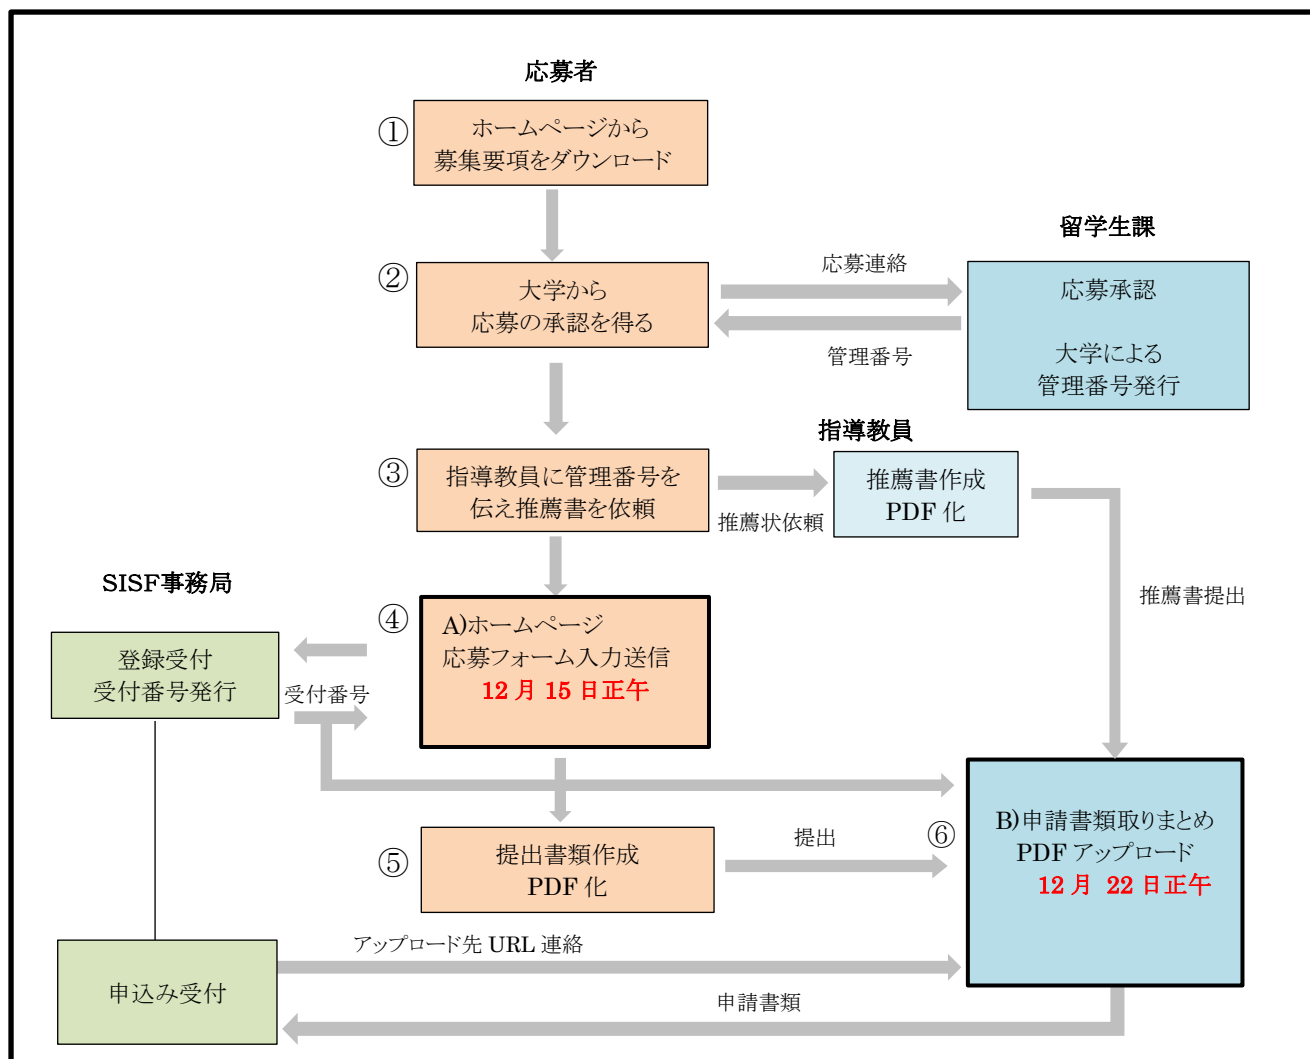 応募者
①
ホームページから
募集要項をダウンロード
留学生課
②
大学から
応募の承認を得る
応募連絡
管理番号
応募承認
大学による
管理番号発行
指導教員
③
指導教員に管理番号を
伝え推薦書を依頼
推薦状依頼
推薦書作成
PDF 化
推薦書提出
SISF事務局
④
A)ホームページ
応募フォーム入力送信
12 月 15 日正午
登録受付
受付番号発行
受付番号
⑤
提出書類作成
PDF 化
提出
⑥
B)申請書類取りまとめ
PDF アップロード
12 月 22 日正午
アップロード先 URL 連絡
申込み受付
申請書類